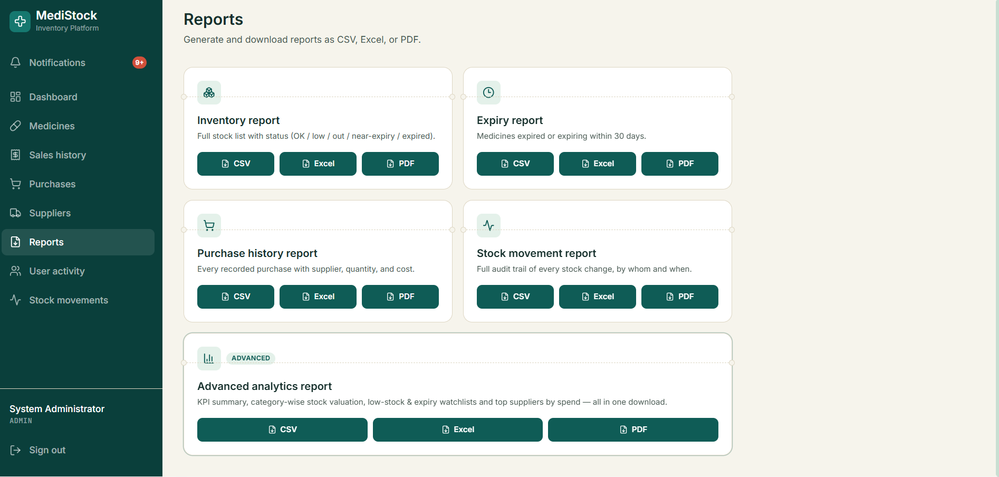 MediStock
Inventory Platform
Notifications
9+
Dashboard
Medicines
Sales history
Purchases
Suppliers
Reports
User activity
Stock movements
System Administrator
ADMIN
Sign out
Reports
Generate and download reports as CSV, Excel, or PDF.
Inventory report
Full stock list with status (OK / low / out / near-expiry / expired).
CSV
Excel
PDF
Expiry report
Medicines expired or expiring within 30 days.
CSV
Excel
PDF
Purchase history report
Every recorded purchase with supplier, quantity, and cost.
CSV
Excel
PDF
Stock movement report
Full audit trail of every stock change, by whom and when.
CSV
Excel
PDF
ADVANCED
Advanced analytics report
KPI summary, category-wise stock valuation, low-stock & expiry watchlists and top suppliers by spend — all in one download.
CSV
Excel
PDF